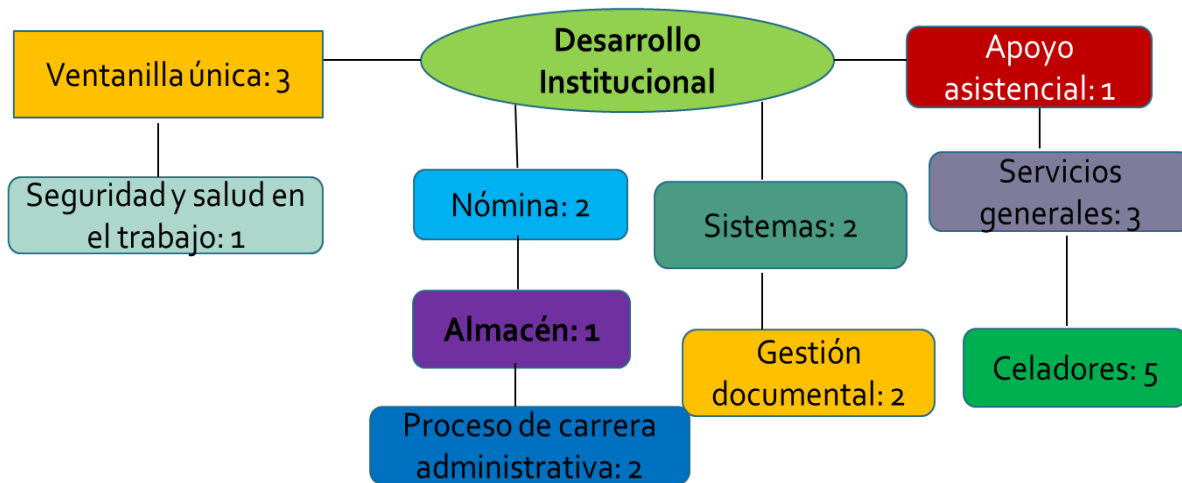 Desarrollo
Institucional
Ventanilla única: 3
Apoyo
asistencial: 1
Seguridad y salud en
el trabajo: 1
Nómina: 2
Sistemas: 2
Servicios
generales: 3
Almacén: 1
Gestión
documental: 2
Celadores: 5
Proceso de carrera
administrativa: 2